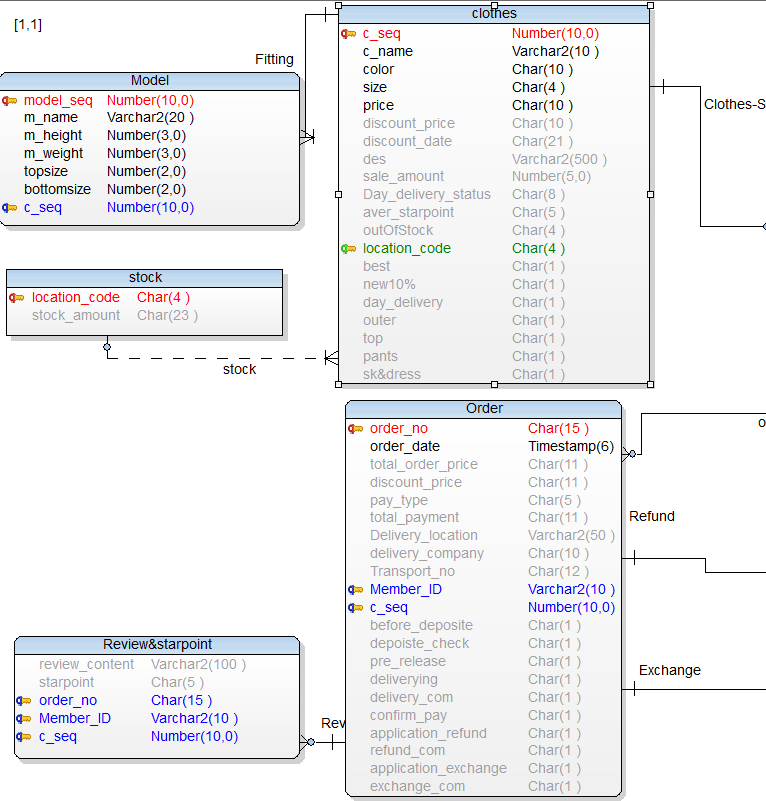 [1,1]
Fitting
Model
model_seq Number(10,0)
m_name Varchar2(20 )
m_height Number(3,0)
m_weight Number(3,0)
topsize Number(2,0)
bottomsize Number(2,0)
c_seq Number(10,0)
clothes
c_seq Number(10,0)
c_name Varchar2(10 )
color Char(10 )
size Char(4 )
price Char(10 )
discount_price Char(10 )
discount_date Char(21 )
des Varchar2(500 )
sale_amount Number(5,0)
Day_delivery_status Char(8 )
aver_starpoint Char(5 )
outOfStock Char(4 )
location_code Char(4 )
best Char(1 )
new10% Char(1 )
day_delivery Char(1 )
outer Char(1 )
top Char(1 )
pants Char(1 )
sk&dress Char(1 )
Clothes-S
stock
location_code Char(4 )
stock_amount Char(23 )
stock
Order
order_no Char(15 )
order_date Timestamp(6)
total_order_price Char(11 )
discount_price Char(11 )
pay_type Char(5 )
total_payment Char(11 )
Delivery_location Varchar2(50 )
delivery_company Char(10 )
Transport_no Char(12 )
Member_ID Varchar2(10 )
c_seq Number(10,0)
before_deposite Char(1 )
depoiste_check Char(1 )
pre_release Char(1 )
deliverying Char(1 )
delivery_com Char(1 )
confirm_pay Char(1 )
application_refund Char(1 )
refund_com Char(1 )
application_exchange Char(1 )
exchange_com Char(1 )
o
Refund
Exchange
Review&starpoint
review_content Varchar2(100 )
starpoint Char(5 )
order_no Char(15 )
Member_ID Varchar2(10 )
c_seq Number(10,0)
Rev